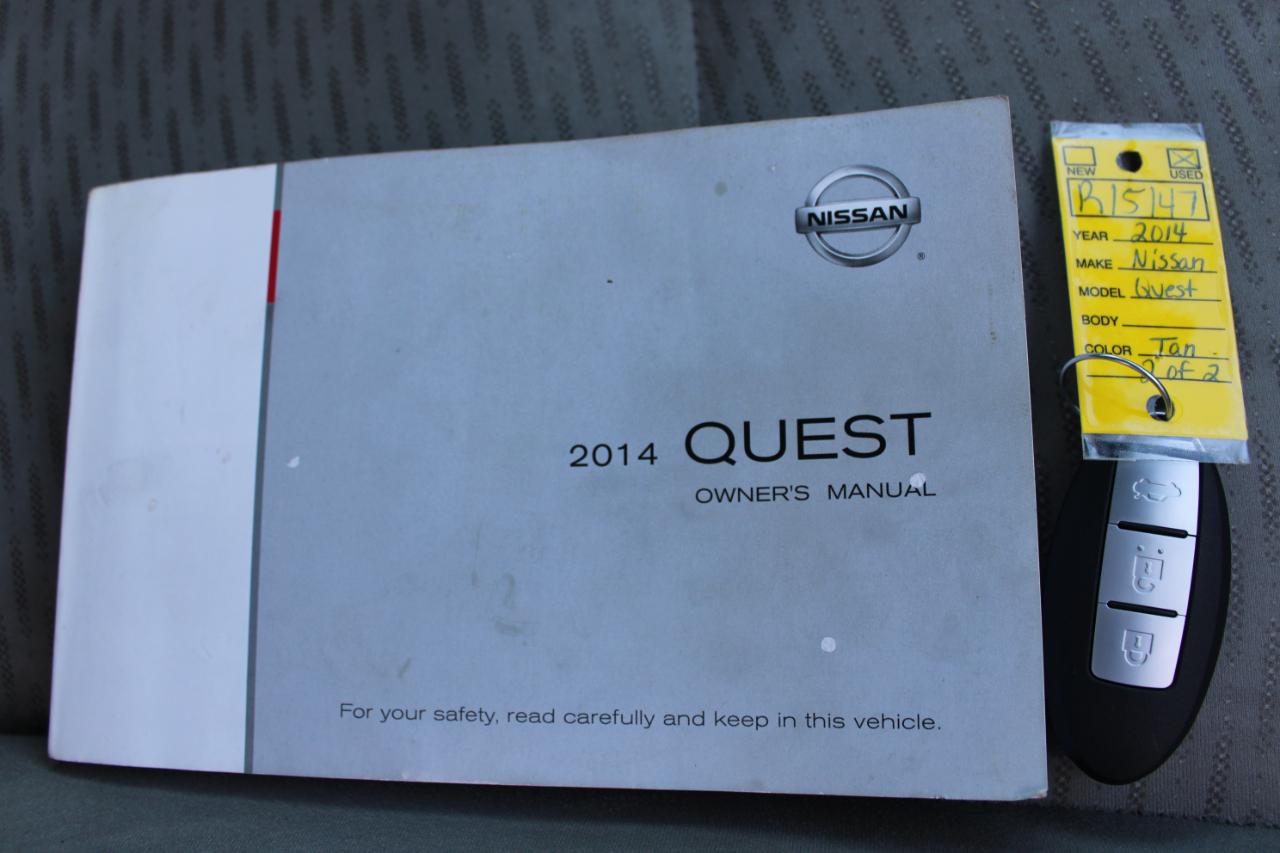 NISSAN
®
2014 QUEST
OWNER'S MANUAL
For your safety, read carefully and keep in this vehicle.
NEW USED
R15147
YEAR 2014
MAKE Nissan
MODEL Quest
BODY
COLOR Tan
2 of 2